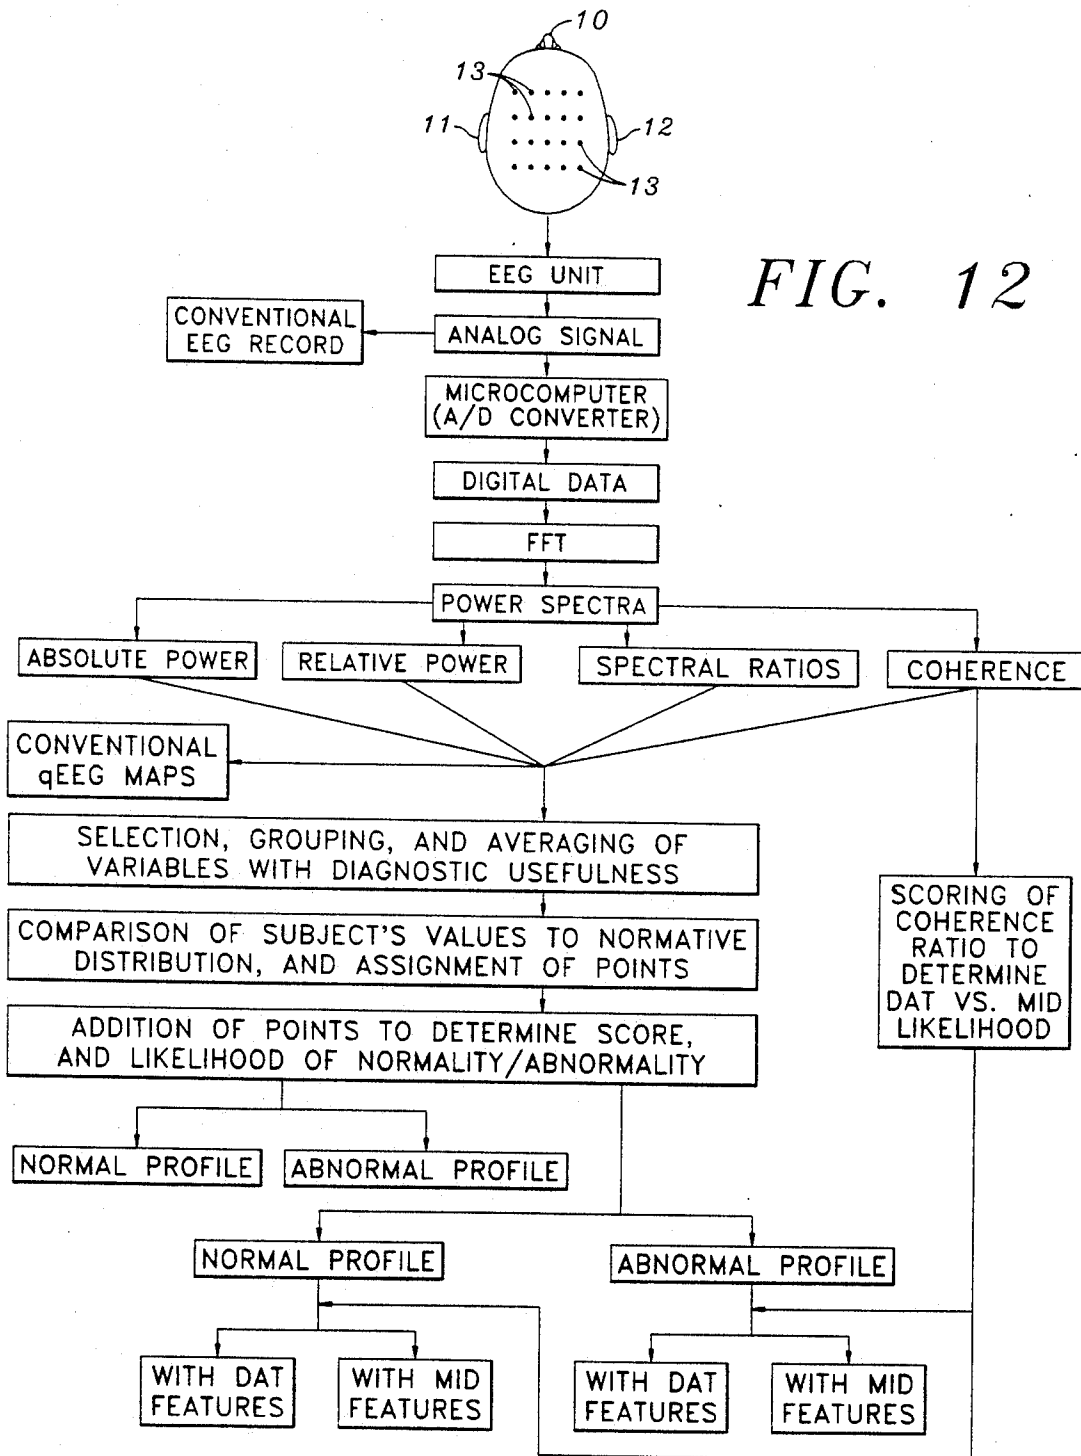 10
13
11
12
13
FIG. 12
EEG UNIT
CONVENTIONAL
EEG RECORD
ANALOG SIGNAL
MICROCOMPUTER
(A/D CONVERTER)
DIGITAL DATA
FFT
POWER SPECTRA
ABSOLUTE POWER
RELATIVE POWER
SPECTRAL RATIOS
COHERENCE
CONVENTIONAL
qEEG MAPS
SELECTION, GROUPING, AND AVERAGING OF
VARIABLES WITH DIAGNOSTIC USEFULNESS
COMPARISON OF SUBJECT'S VALUES TO NORMATIVE
DISTRIBUTION, AND ASSIGNMENT OF POINTS
ADDITION OF POINTS TO DETERMINE SCORE,
AND LIKELIHOOD OF NORMALITY/ABNORMALITY
SCORING OF
COHERENCE
RATIO TO
DETERMINE
DAT VS. MID
LIKELIHOOD
NORMAL PROFILE
ABNORMAL PROFILE
NORMAL PROFILE
ABNORMAL PROFILE
WITH DAT
FEATURES
WITH MID
FEATURES
WITH DAT
FEATURES
WITH MID
FEATURES